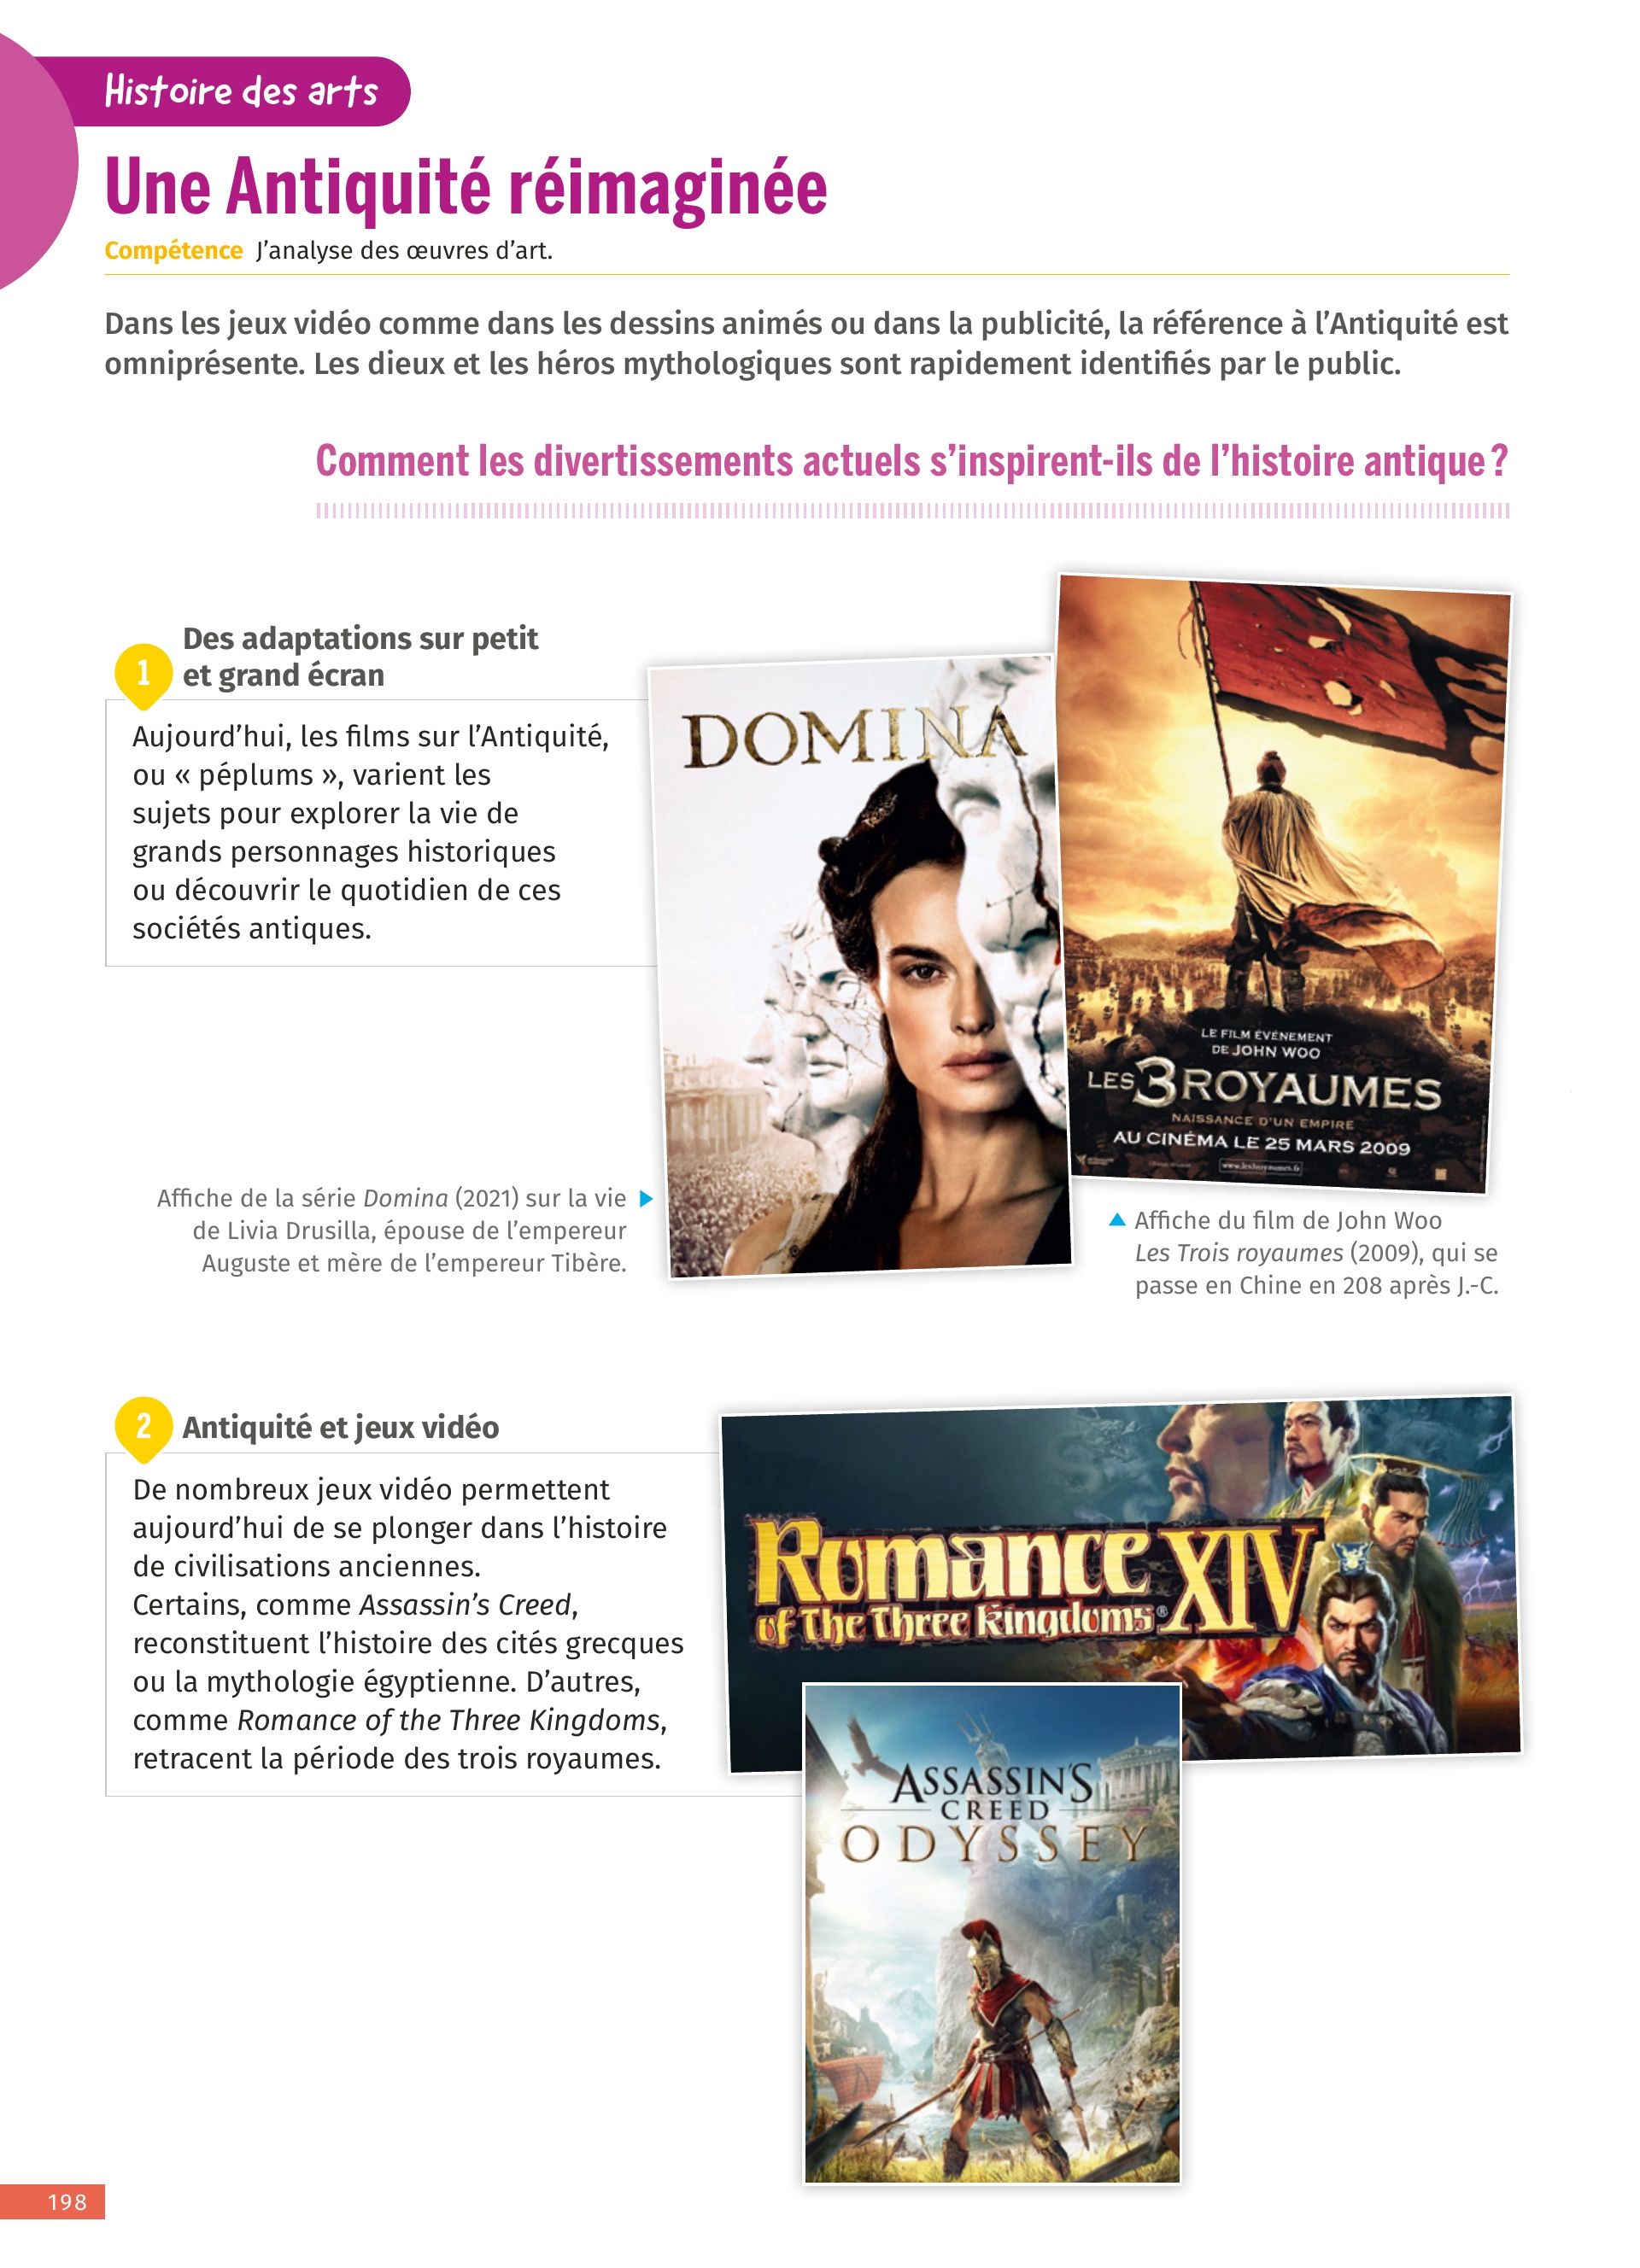 Histoire des arts
Une Antiquité réimaginée
Compétence J'analyse des œuvres d'art.
Dans les jeux vidéo comme dans les dessins animés ou dans la publicité, la référence à l'Antiquité est
omniprésente. Les dieux et les héros mythologiques sont rapidement identifiés par le public.
Comment les divertissements actuels s'inspirent-ils de l'histoire antique ?
1
Des adaptations sur petit
et grand écran
Aujourd'hui, les films sur l'Antiquité,
ou « péplums », varient les
sujets pour explorer la vie de
grands personnages historiques
ou découvrir le quotidien de ces
sociétés antiques.
DOMINA
LE FILM ÉVÉNEMENT
DE JOHN WOO
LES 3 ROYAUMES
NAISSANCE D'UN EMPIRE
AU CINÉMA LE 25 MARS 2009
www.les3royaumes.fr
Affiche de la série Domina (2021) sur la vie
de Livia Drusilla, épouse de l'empereur
Auguste et mère de l'empereur Tibère.
Affiche du film de John Woo
Les Trois royaumes (2009), qui se
passe en Chine en 208 après J.-C.
2
Antiquité et jeux vidéo
De nombreux jeux vidéo permettent
aujourd'hui de se plonger dans l'histoire
de civilisations anciennes.
Certains, comme Assassin's Creed,
reconstituent l'histoire des cités grecques
ou la mythologie égyptienne. D'autres,
comme Romance of the Three Kingdoms,
retracent la période des trois royaumes.
Romance XIV
of The Three Kingdoms®
ASSASSIN'S
CREED
ODYSSEY
198